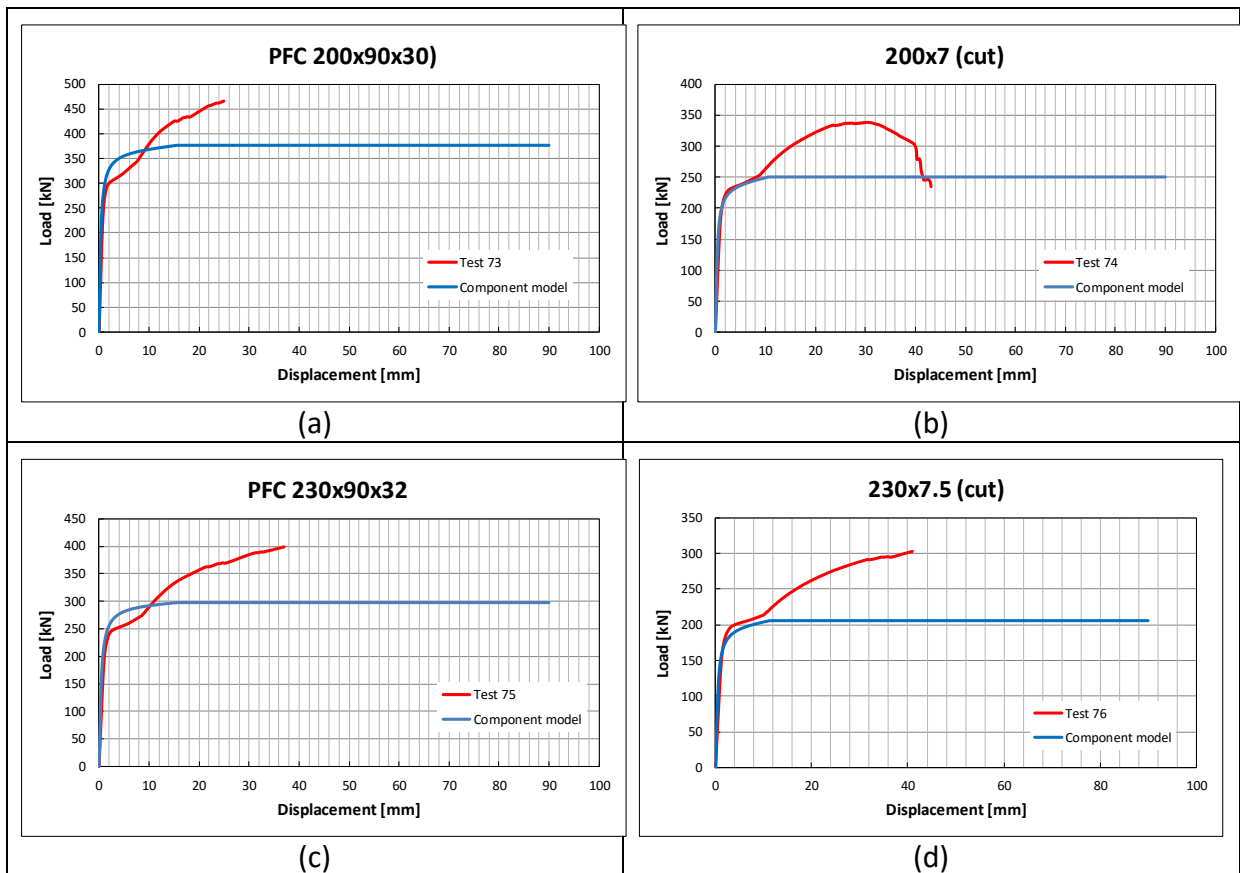 PFC 200x90x30)
500
450
400
350
300
250
200
150
100
50
0
Load [kN]
Test 73
Component model
0 10 20 30 40 50 60 70 80 90 100
Displacement [mm]
(a)
200x7 (cut)
400
350
300
250
200
150
100
50
0
Load [kN]
Test 74
Component model
0 10 20 30 40 50 60 70 80 90 100
Displacement [mm]
(b)
PFC 230x90x32
450
400
350
300
250
200
150
100
50
0
Load [kN]
Test 75
Component model
0 10 20 30 40 50 60 70 80 90 100
Displacement [mm]
(c)
230x7.5 (cut)
350
300
250
200
150
100
50
0
Load [kN]
Test 76
Component model
0 20 40 60 80 100
Displacement [mm]
(d)